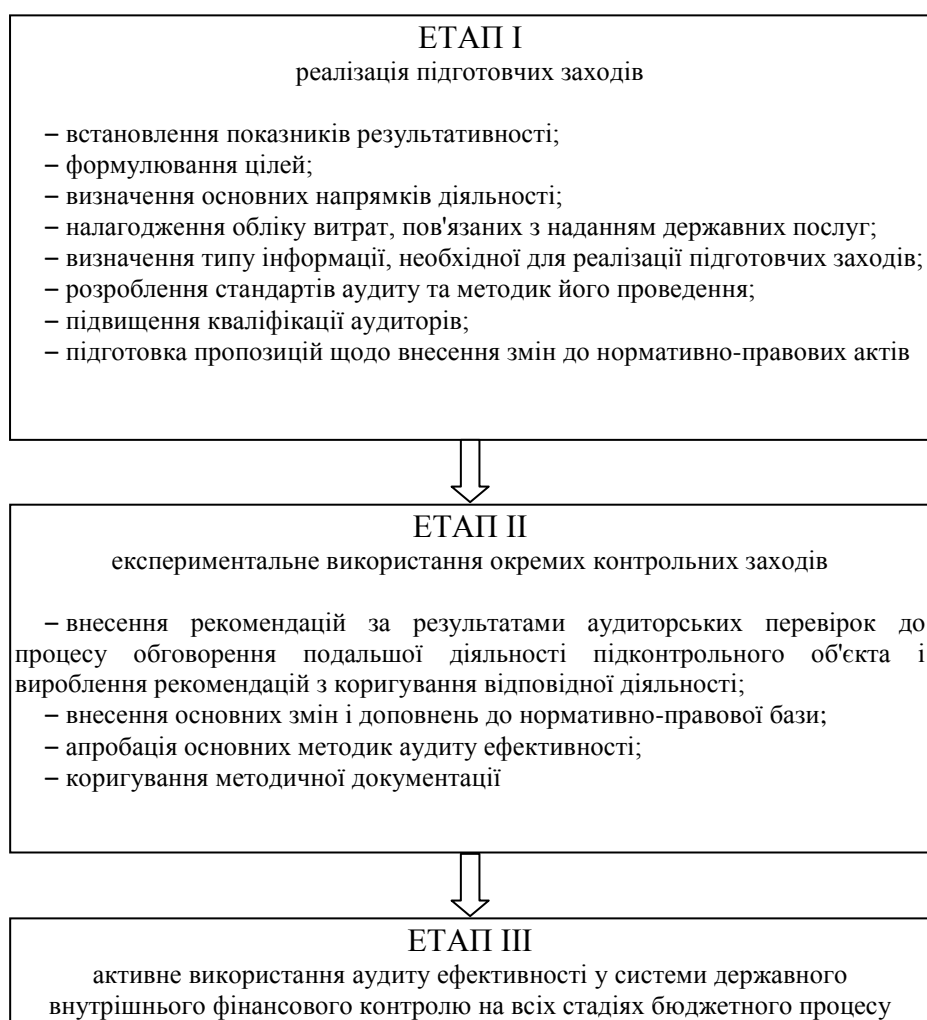 ЕТАП І
реалізація підготовчих заходів
– встановлення показників результативності;
– формулювання цілей;
– визначення основних напрямків діяльності;
– налагодження обліку витрат, пов'язаних з наданням державних послуг;
– визначення типу інформації, необхідної для реалізації підготовчих заходів;
– розроблення стандартів аудиту та методик його проведення;
– підвищення кваліфікації аудиторів;
– підготовка пропозицій щодо внесення змін до нормативно-правових актів
ЕТАП ІІ
експериментальне використання окремих контрольних заходів
– внесення рекомендацій за результатами аудиторських перевірок до
процесу обговорення подальшої діяльності підконтрольного об'єкта і
вироблення рекомендацій з коригування відповідної діяльності;
– внесення основних змін і доповнень до нормативно-правової бази;
– апробація основних методик аудиту ефективності;
– коригування методичної документації
ЕТАП ІІІ
активне використання аудиту ефективності у системи державного
внутрішнього фінансового контролю на всіх стадіях бюджетного процесу